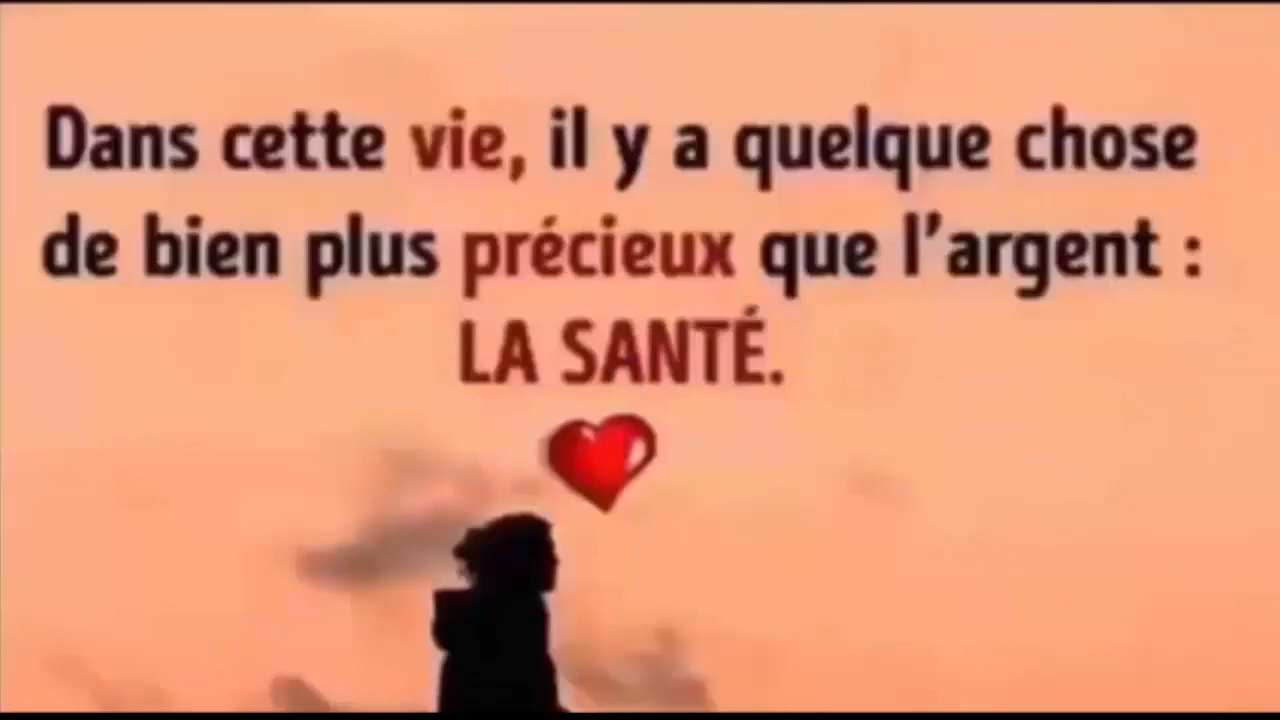 Dans cette vie, il y a quelque chose
de bien plus précieux que l'argent :
LA SANTÉ.